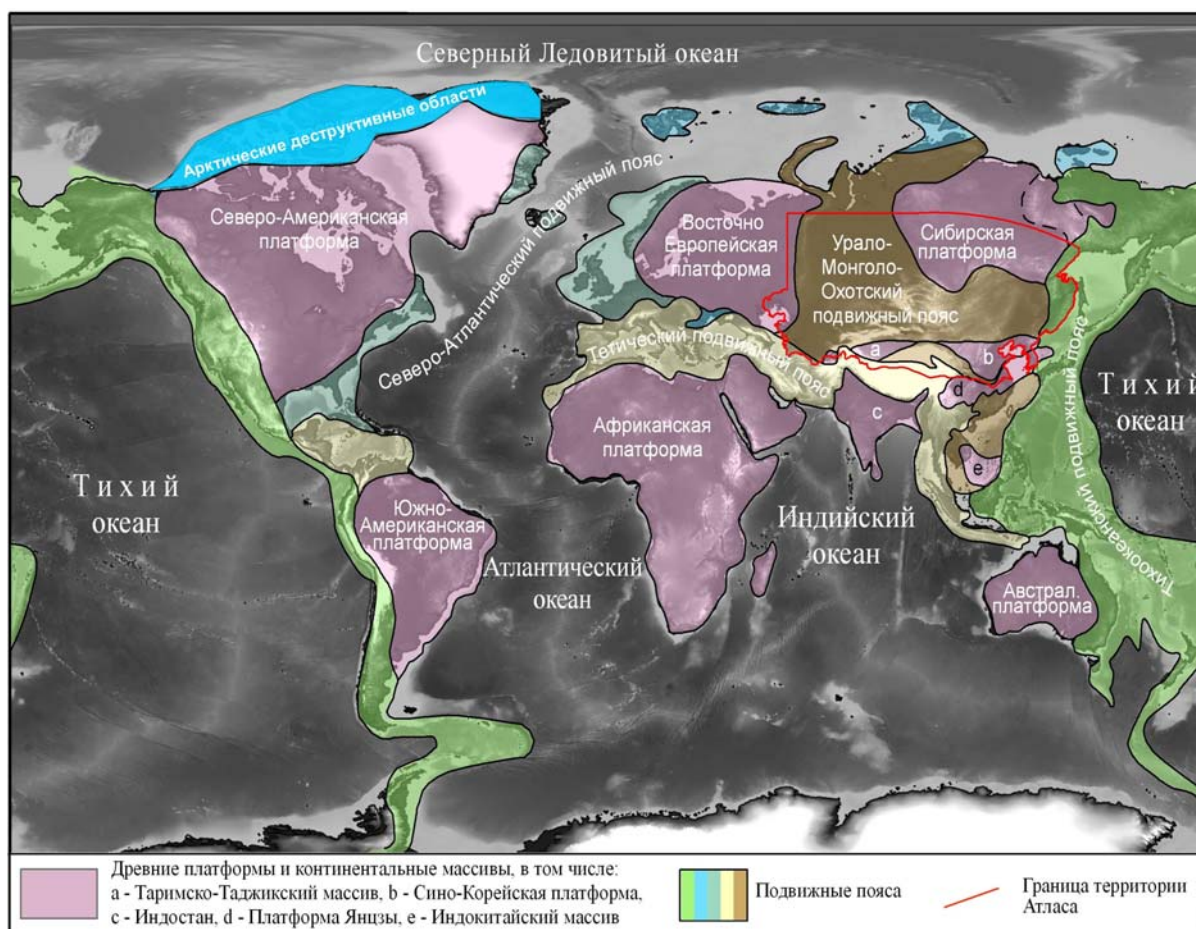 Северный Ледовитый океан
Арктические деструктивные области
Северо-Американская
платформа
Северо-Атлантический подвижный пояс
Восточно
Европейская
платформа
Сибирская
платформа
Урало-
Монголо-
Охотский
подвижный пояс
Тетический подвижный пояс
a
b
d
c
e
Африканская
платформа
Тихий
океан
Южно-
Американская
платформа
Атлантический
океан
Индийский
океан
Тихоокеанский подвижный пояс
Тихий
океан
Австрал.
платформа
Древние платформы и континентальные массивы, в том числе:
a - Таримско-Таджикский массив, b - Сино-Корейская платформа,
c - Индостан, d - Платформа Янцзы, e - Индокитайский массив
Подвижные пояса
Граница территории
Атласа